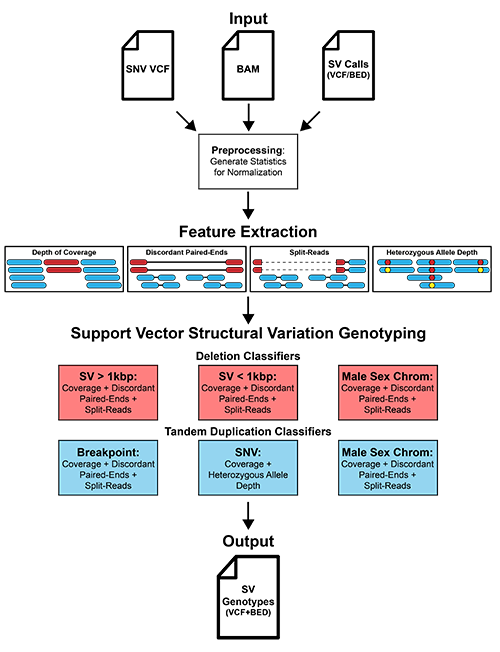 Input
SNV VCF
BAM
SV Calls
(VCF/BED)
Preprocessing:
Generate Statistics
for Normalization
Feature Extraction
Depth of Coverage
Discordant Paired-Ends
Split-Reads
Heterozygous Allele Depth
Support Vector Structural Variation Genotyping
Deletion Classifiers
SV > 1kbp:
Coverage + Discordant
Paired-Ends +
Split-Reads
SV < 1kbp:
Coverage + Discordant
Paired-Ends +
Split-Reads
Male Sex Chrom:
Coverage + Discordant
Paired-Ends +
Split-Reads
Tandem Duplication Classifiers
Breakpoint:
Coverage + Discordant
Paired-Ends +
Split-Reads
SNV:
Coverage +
Heterozygous Allele
Depth
Male Sex Chrom:
Coverage + Discordant
Paired-Ends +
Split-Reads
Output
SV
Genotypes
(VCF+BED)